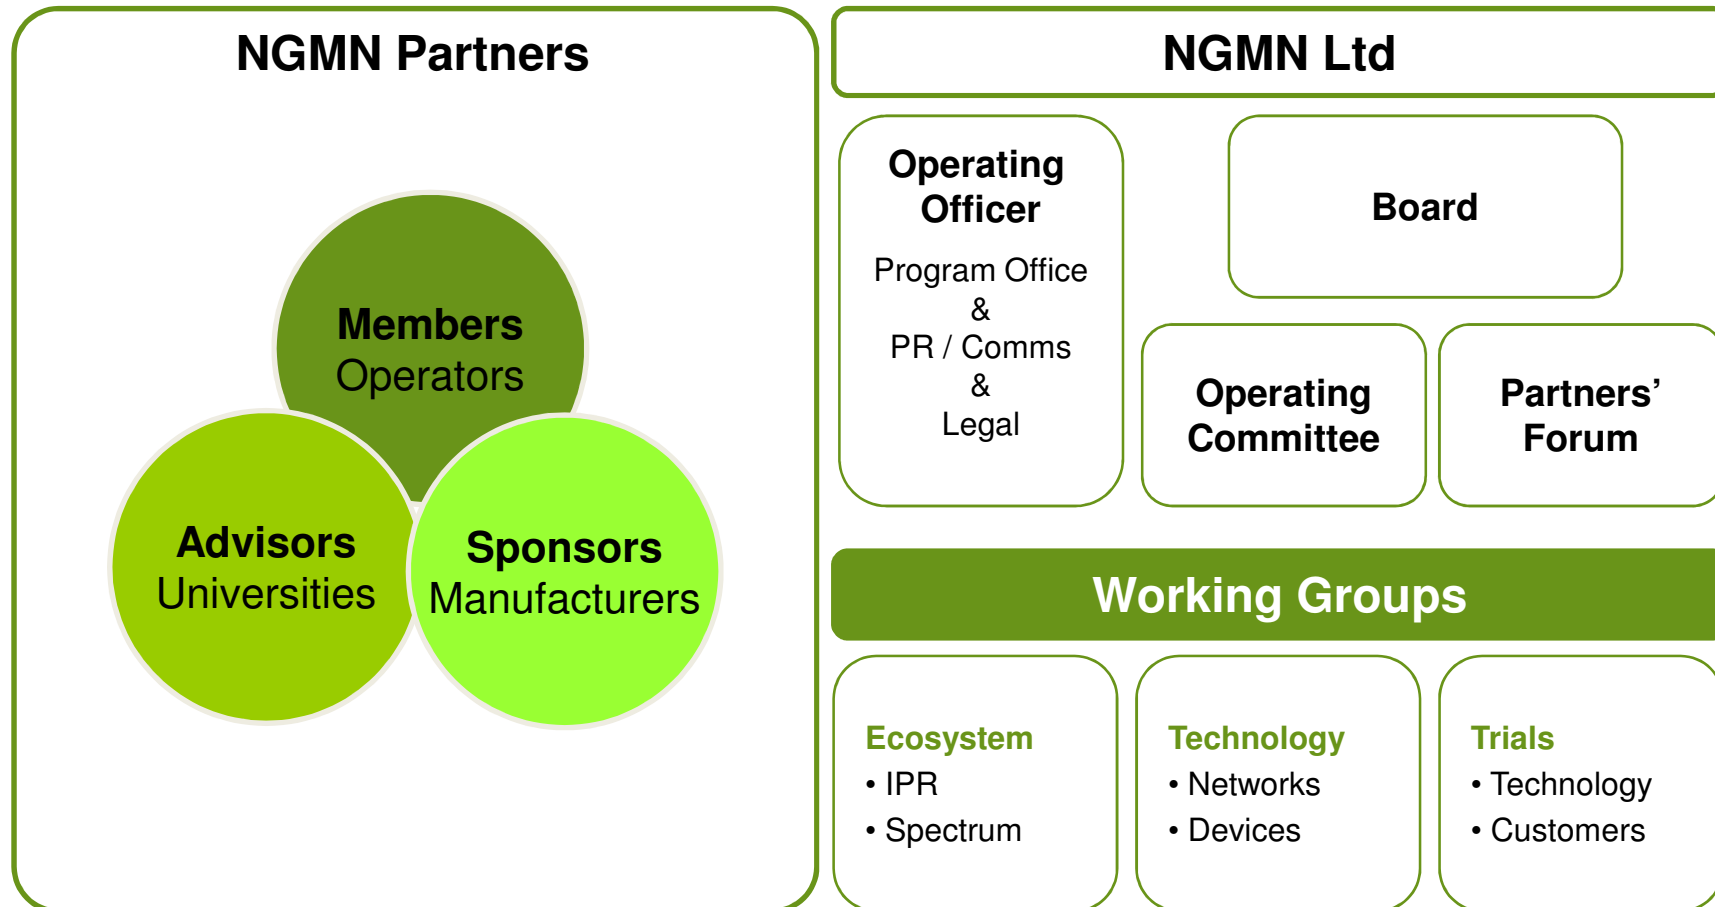 NGMN Partners
Members
Operators
Advisors
Universities
Sponsors
Manufacturers
NGMN Ltd
Operating
Officer
Program Office
&
PR / Comms
&
Legal
Board
Operating
Committee
Partners’
Forum
Working Groups
Ecosystem
• IPR
• Spectrum
Technology
• Networks
• Devices
Trials
• Technology
• Customers